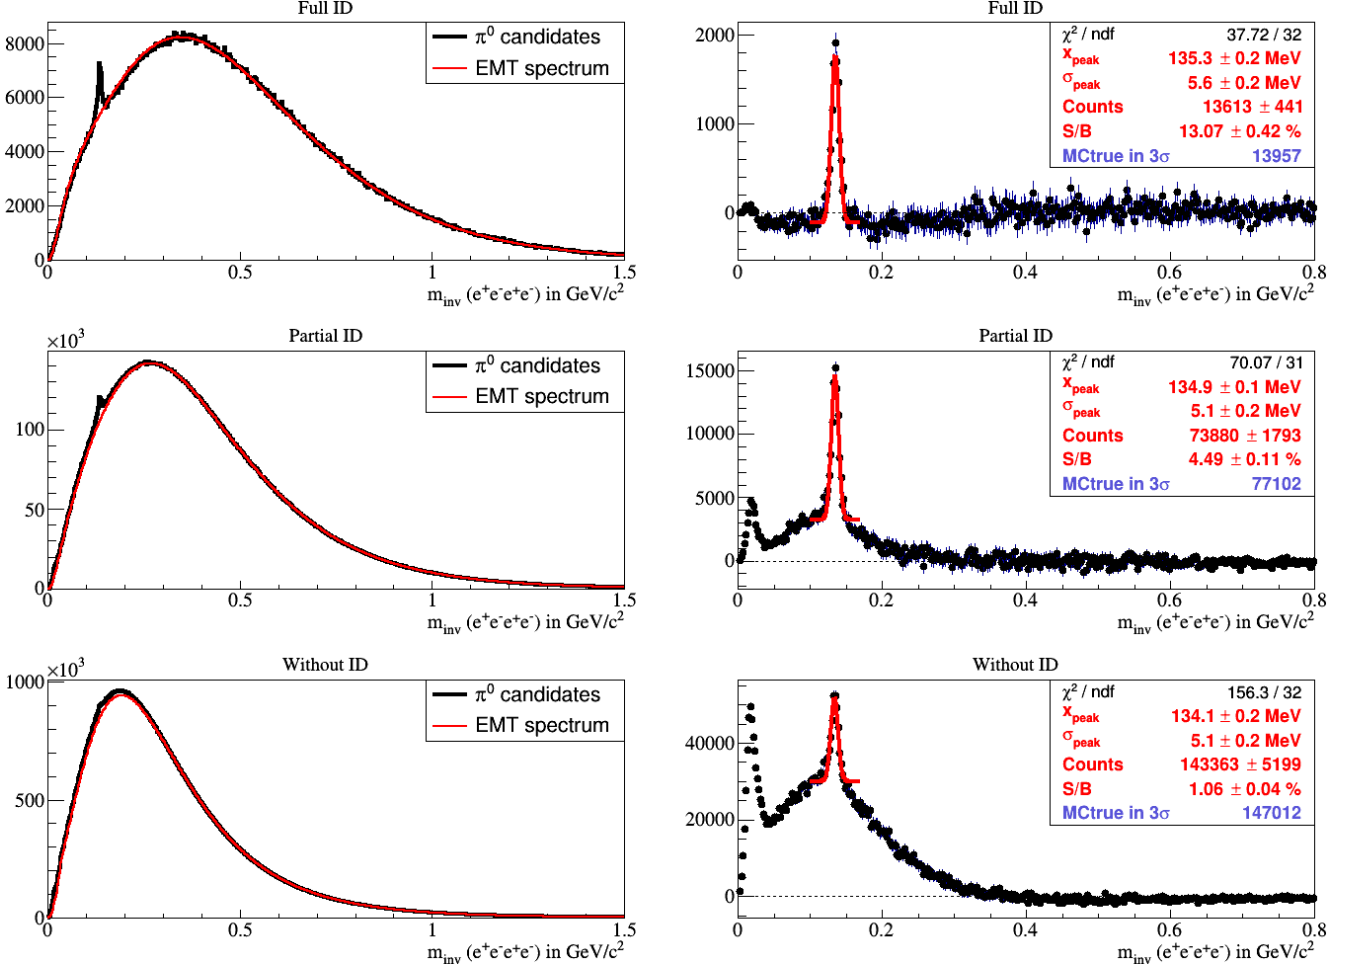 Full ID
8000
6000
4000
2000
0
0 0.5 1 1.5
π⁰ candidates
EMT spectrum
m_inv (e⁺e⁻e⁺e⁻) in GeV/c²
Full ID
2000
1000
0
0 0.2 0.4 0.6 0.8
χ² / ndf 37.72 / 32
x_peak 135.3 ± 0.2 MeV
σ_peak 5.6 ± 0.2 MeV
Counts 13613 ± 441
S/B 13.07 ± 0.42 %
MCtrue in 3σ 13957
m_inv (e⁺e⁻e⁺e⁻) in GeV/c²
Partial ID
×10³
100
50
0
0 0.5 1 1.5
π⁰ candidates
EMT spectrum
m_inv (e⁺e⁻e⁺e⁻) in GeV/c²
Partial ID
15000
10000
5000
0
0 0.2 0.4 0.6 0.8
χ² / ndf 70.07 / 31
x_peak 134.9 ± 0.1 MeV
σ_peak 5.1 ± 0.2 MeV
Counts 73880 ± 1793
S/B 4.49 ± 0.11 %
MCtrue in 3σ 77102
m_inv (e⁺e⁻e⁺e⁻) in GeV/c²
Without ID
×10³
1000
500
0
0 0.5 1 1.5
π⁰ candidates
EMT spectrum
m_inv (e⁺e⁻e⁺e⁻) in GeV/c²
Without ID
40000
20000
0
0 0.2 0.4 0.6 0.8
χ² / ndf 156.3 / 32
x_peak 134.1 ± 0.2 MeV
σ_peak 5.1 ± 0.2 MeV
Counts 143363 ± 5199
S/B 1.06 ± 0.04 %
MCtrue in 3σ 147012
m_inv (e⁺e⁻e⁺e⁻) in GeV/c²